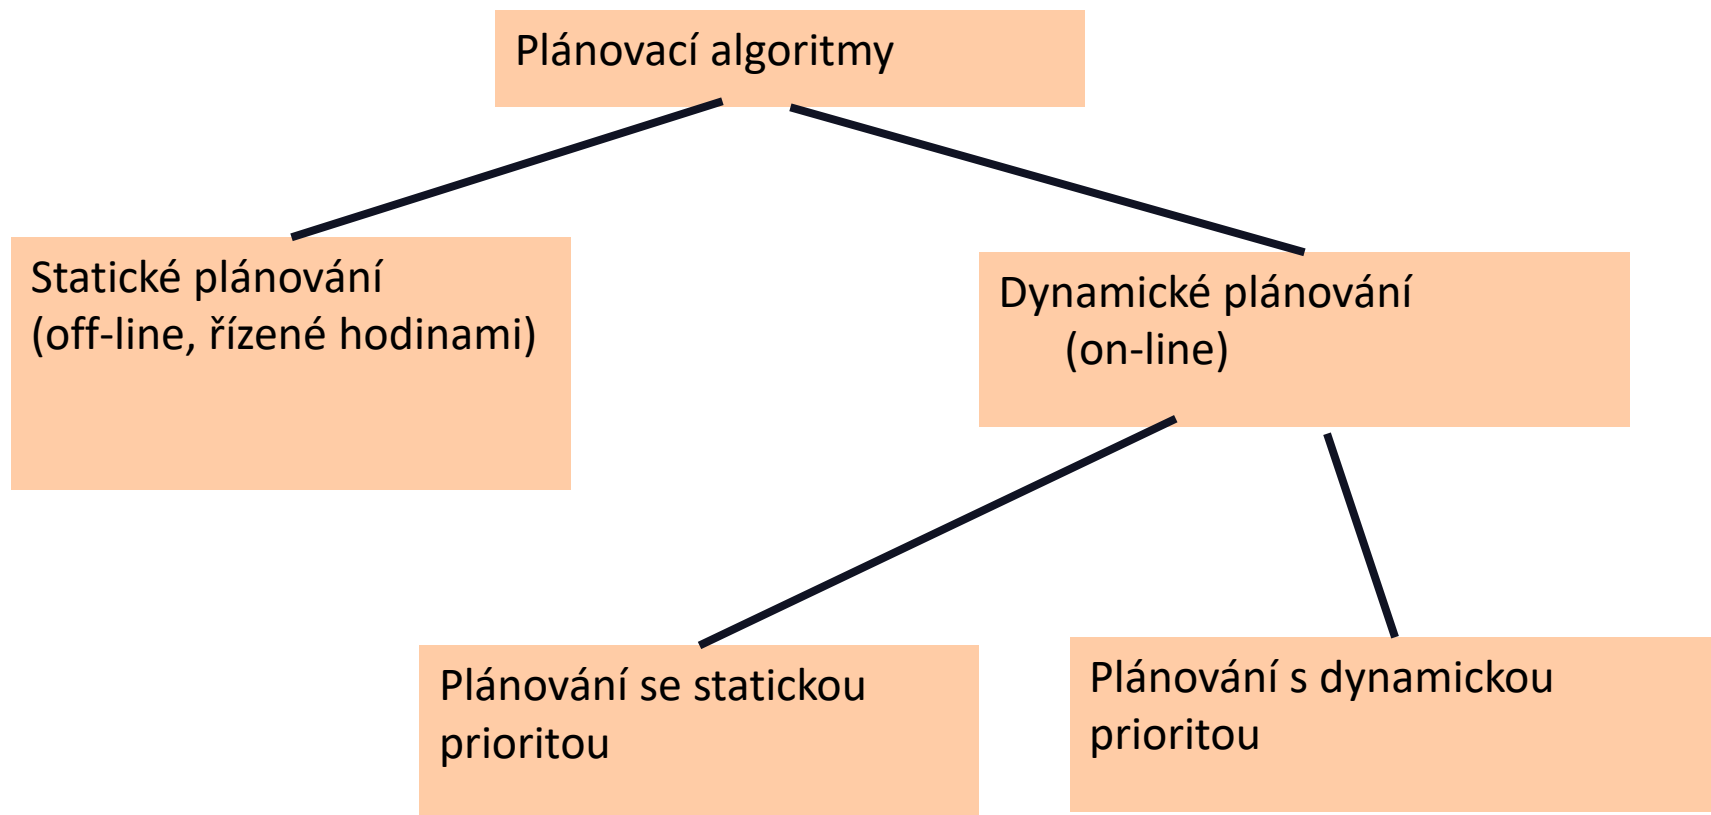 Plánovací algoritmy
Statické plánování
(off-line, řízené hodinami)
Dynamické plánování
(on-line)
Plánování se statickou
prioritou
Plánování s dynamickou
prioritou